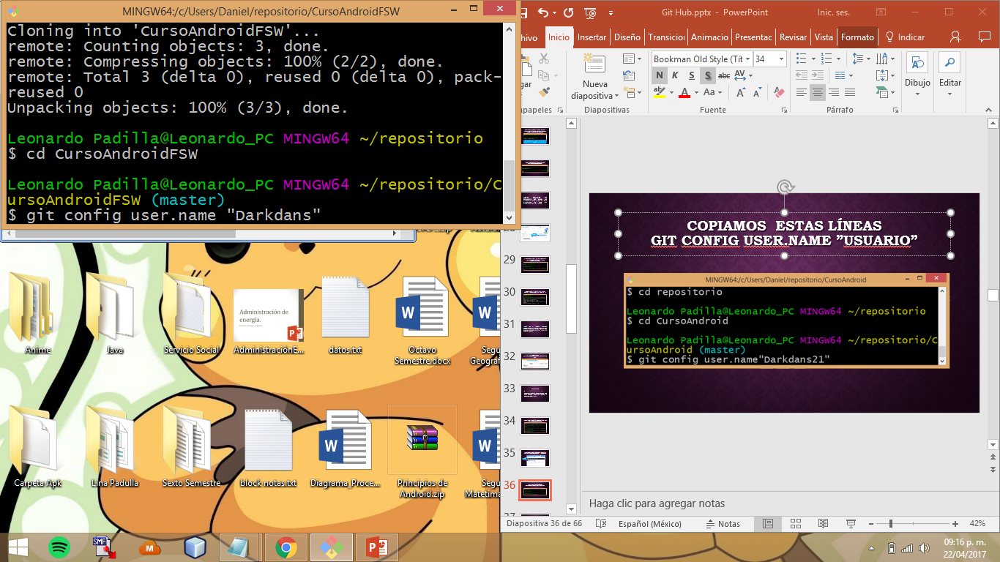 MINGW64:/c/Users/Daniel/repositorio/CursoAndroidFSW
Cloning into 'CursoAndroidFSW'...
remote: Counting objects: 3, done.
remote: Compressing objects: 100% (2/2), done.
remote: Total 3 (delta 0), reused 0 (delta 0), pack-
reused 0
Unpacking objects: 100% (3/3), done.
Leonardo Padilla@Leonardo_PC MINGW64 ~/repositorio
$ cd CursoAndroidFSW
Leonardo Padilla@Leonardo_PC MINGW64 ~/repositorio/C
ursoAndroidFSW (master)
$ git config user.name "Darkdans"
Anime
Java
Servicio Social
Administración de
energía.
AdministraciónE...
datos.txt
Octavo
Semestre.docx
Segu
Geográf
Carpeta Apk
Lina Padulla
Sexto Semestre
block notas.txt
Diagrama_Proce...
Principios de
Android.zip
Segu
Matetima
Git Hub.pptx - PowerPoint
Inic. ses.
hivo
Inicio
Insertar
Diseño
Transicion
Animacio
Presentac
Revisar
Vista
Formato
Indicar
gar
Nueva
diapositiva
Bookman Old Style (Tít
34
N K S S abc AV
Aa
Dibujo
Editar
papeles
Diapositivas
Fuente
Párrafo
29
30
31
32
33
34
35
36
COPIAMOS ESTAS LÍNEAS
GIT CONFIG USER.NAME ”USUARIO”
MINGW64:/c/Users/Daniel/repositorio/CursoAndroid
$ cd repositorio
Leonardo Padilla@Leonardo_PC MINGW64 ~/repositorio
$ cd CursoAndroid
Leonardo Padilla@Leonardo_PC MINGW64 ~/repositorio/C
ursoAndroid (master)
$ git config user.name"Darkdans21"
Haga clic para agregar notas
Diapositiva 36 de 66
Español (México)
Notas
42%
SMF
09:16 p. m.
22/04/2017